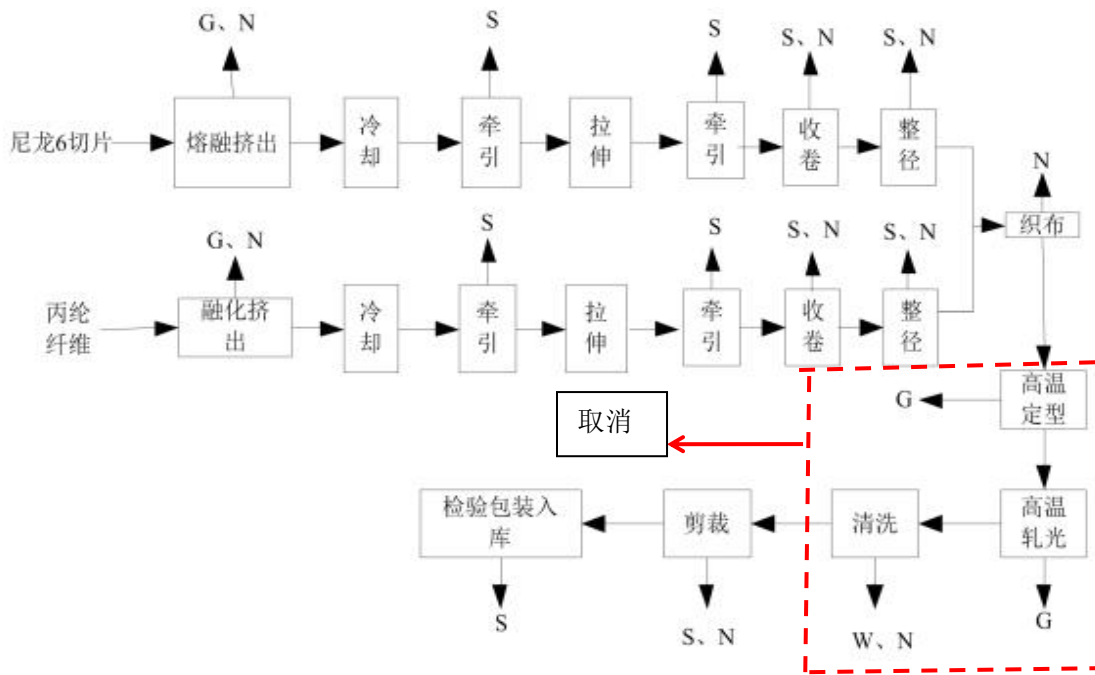 G、N
S
S
S、N
S、N
尼龙6切片
熔融挤出
冷
却
牵
引
拉
伸
牵
引
收
卷
整
径
N
织布
G、N
S
S
S、N
S、N
丙纶
纤维
融化挤
出
冷
却
牵
引
拉
伸
牵
引
收
卷
整
径
高温
定型
G
取消
检验包装入
库
剪裁
清洗
高温
轧光
S
S、N
W、N
G